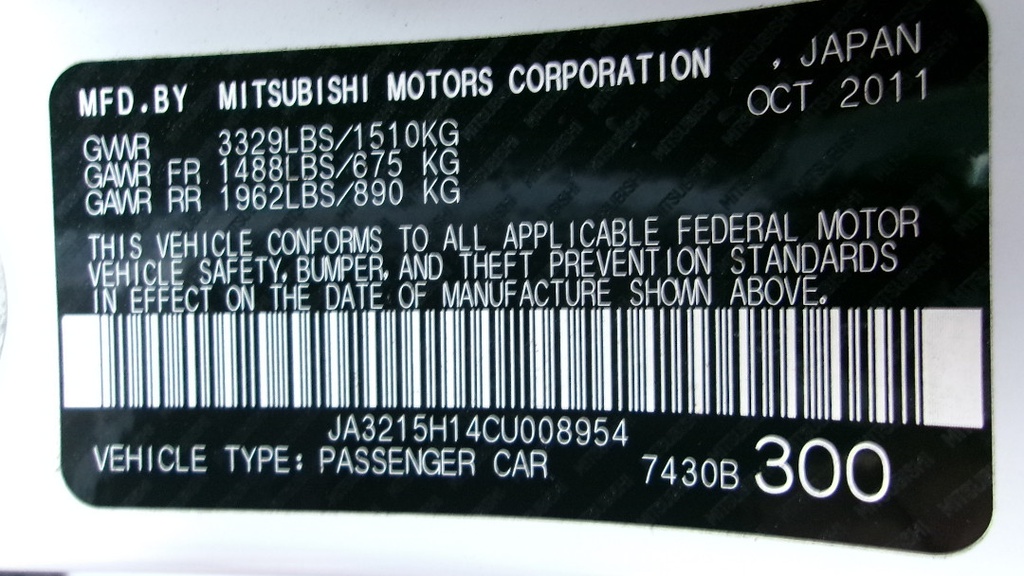 MFD.BY MITSUBISHI MOTORS CORPORATION , JAPAN
OCT 2011
GVWR 3329LBS/1510KG
GAWR FR 1488LBS/675 KG
GAWR RR 1962LBS/890 KG
THIS VEHICLE CONFORMS TO ALL APPLICABLE FEDERAL MOTOR
VEHICLE SAFETY, BUMPER, AND THEFT PREVENTION STANDARDS
IN EFFECT ON THE DATE OF MANUFACTURE SHOWN ABOVE.
JA3215H14CU008954
VEHICLE TYPE: PASSENGER CAR 7430B 300